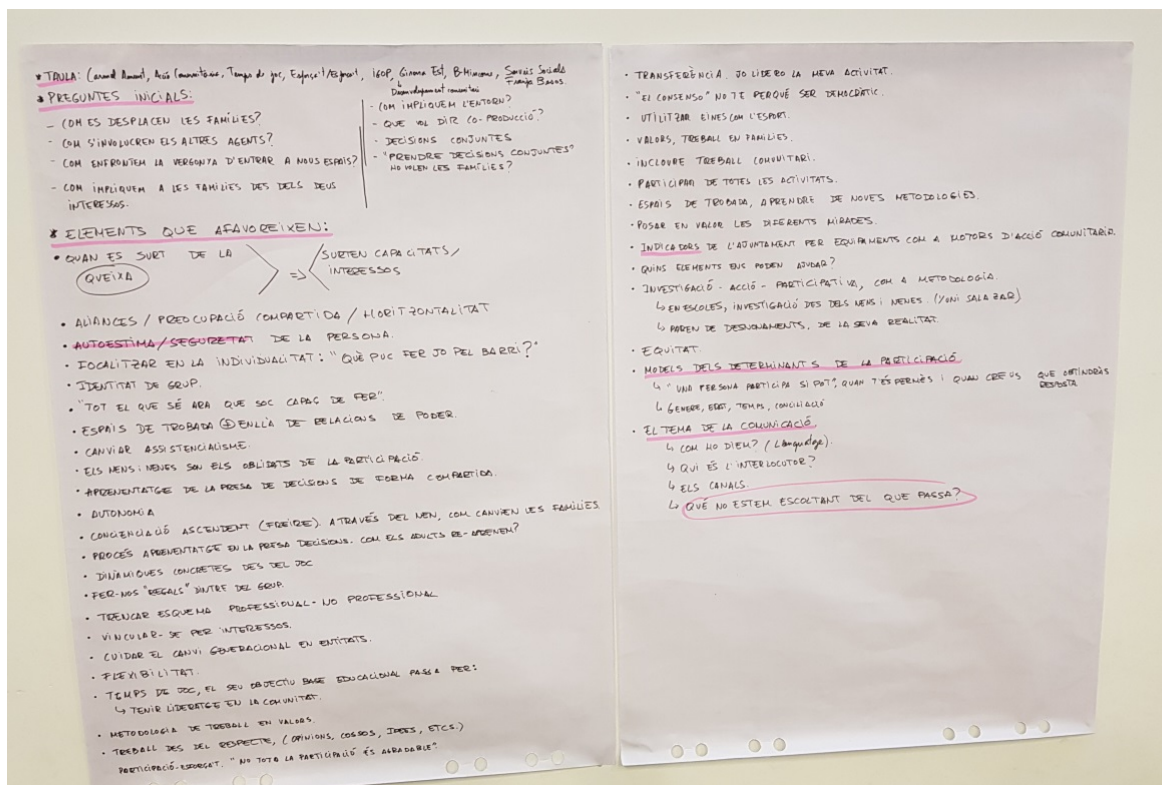 * TAULA: Caramel Amunt, Acció Comunitària, Temps de joc, Esplai't / Esplai, IGOP, Girona Est, B-Mincome, Serveis Socials
Desenvolupament comunitari Franja Besòs.
* PREGUNTES INICIALS:
- COM ES DESPLACEN LES FAMÍLIES?
- COM S'INVOLUCREN ELS ALTRES AGENTS?
- COM ENFRONTEM LA VERGONYA D'ENTRAR A NOUS ESPAIS?
- COM IMPLIQUEM A LES FAMILIES DES DELS SEUS
INTERESSOS.
- COM IMPLIQUEM L'ENTORN?
- QUE VOL DIR CO-PRODUCCIÓ?
- DECISIONS CONJUNTES
- "PRENDRE DECISIONS CONJUNTES"
NO VOLEN LES FAMÍLIES?
* ELEMENTS QUE AFAVOREIXEN:
• QUAN ES SURT DE LA
QUEIXA
=> SURTEN CAPACITATS/
INTERESSOS
• ALIANCES / PREOCUPACIÓ COMPARTIDA / HORITZONTALITAT
• AUTOESTIMA/SEGURETAT DE LA PERSONA.
• FOCALITZAR EN LA INDIVIDUALITAT: "QUÈ PUC FER JO PEL BARRI?"
• IDENTITAT DE GRUP.
• "TOT EL QUE SÉ ARA QUE SOC CAPAÇ DE FER".
• ESPAIS DE TROBADA + ENLLÀ DE RELACIONS DE PODER.
• CANVIAR ASSISTENCIALISME.
• ELS NENS I NENES SON ELS OBLIDATS DE LA PARTICIPACIÓ.
• APRENENTATGE DE LA PRESA DE DECISIONS DE FORMA COMPARTIDA.
• AUTONOMIA
• CONCIENCIACIÓ ASCENDENT (FREIRE). A TRAVÉS DEL NEN, COM CANVIEN LES FAMÍLIES.
• PROCÉS APRENENTATGE EN LA PRESA DECISIONS. COM ELS ADULTS RE-APRENEM?
• DINÀMIQUES CONCRETES DES DEL JOC
• FER-NOS "REGALS" DINTRE DEL GRUP.
• TRENCAR ESQUEMA PROFESSIONAL - NO PROFESSIONAL
• VINCULAR-SE PER INTERESSOS.
• CUIDAR EL CANVI GENERACIONAL EN ENTITATS.
• FLEXIBILITAT.
• TEMPS DE JOC, EL SEU OBJECTIU BASE EDUCACIONAL PASSA PER:
↳ TENIR LIDERATGE EN LA COMUNITAT.
• METODOLOGIA DE TREBALL EN VALORS.
• TREBALL DES DEL RESPECTE, (OPINIONS, COSSOS, IDEES, ETCS.)
PARTICIPACIÓ-ESFORÇAT. "NO TOTA LA PARTICIPACIÓ ÉS AGRADABLE".
• TRANSFERÈNCIA. JO LIDERO LA MEVA ACTIVITAT.
• "EL CONSENSO" NO TE PERQUÈ SER DEMOCRÀTIC.
• UTILITZAR EINES COM L'ESPORT.
• VALORS, TREBALL EN FAMÍLIES.
• INCLOURE TREBALL COMUNITARI.
• PARTICIPAR DE TOTES LES ACTIVITATS.
• ESPAIS DE TROBADA, APRENDRE DE NOVES METODOLOGIES.
• POSAR EN VALOR LES DIFERENTS MIRADES.
• INDICADORS DE L'AJUNTAMENT PER EQUIPAMENTS COM A MOTORS D'ACCIÓ COMUNITÀRIA.
• QUINS ELEMENTS ENS PODEN AJUDAR?
• INVESTIGACIÓ - ACCIÓ - PARTICIPATIVA, COM A METODOLOGIA.
↳ EN ESCOLES, INVESTIGACIÓ DES DELS NENS I NENES. (YUNI SALAZAR)
↳ PAREN DE DESNONAMENTS, DE LA SEVA REALITAT.
• EQUITAT.
• MODELS DELS DETERMINANTS DE LA PARTICIPACIÓ
↳ "UNA PERSONA PARTICIPA SI POT", QUAN T'ÉS PERMÈS I QUAN CREUS QUE OBTINDRÀS
RESPOSTA
↳ GENERE, EDAT, TEMPS, CONCILIACIÓ
• EL TEMA DE LA COMUNICACIÓ.
↳ COM HO DIEM? (Llenguatge).
↳ QUI ÉS L'INTERLOCUTOR?
↳ ELS CANALS.
↳ QUÉ NO ESTEM ESCOLTANT DEL QUE PASSA?